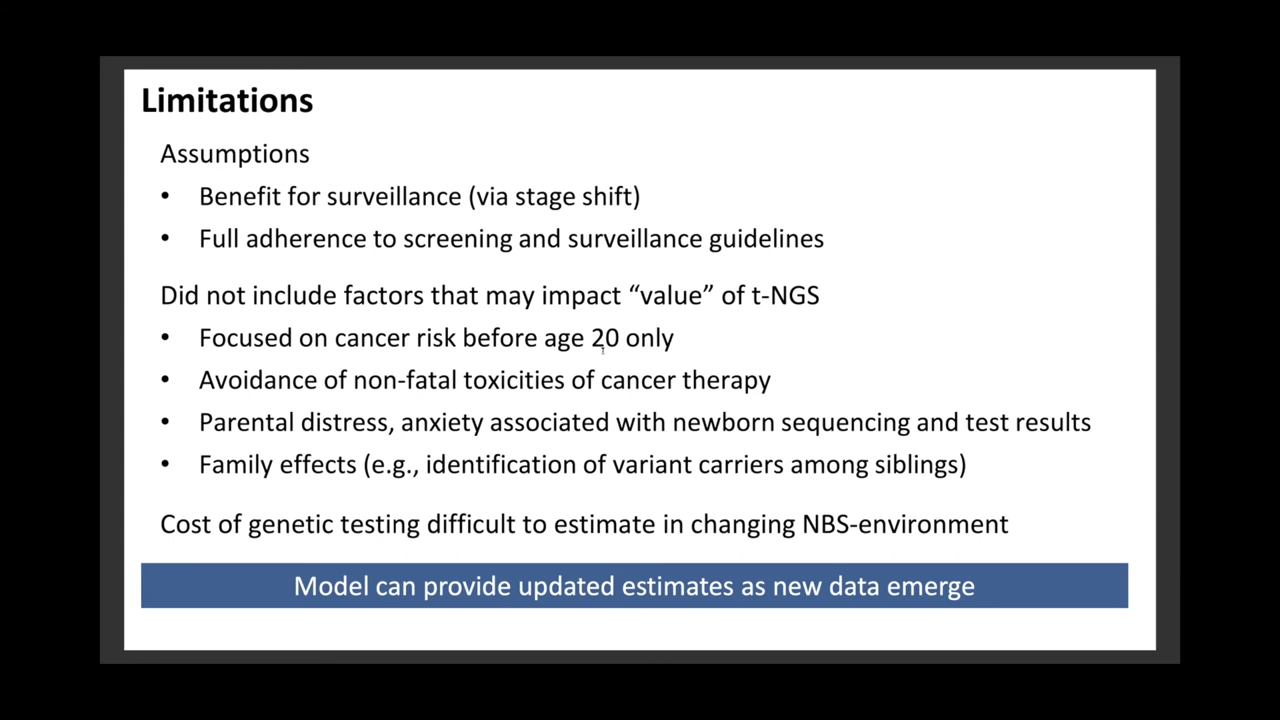 Limitations
Assumptions
• Benefit for surveillance (via stage shift)
• Full adherence to screening and surveillance guidelines
Did not include factors that may impact “value” of t-NGS
• Focused on cancer risk before age 20 only
• Avoidance of non-fatal toxicities of cancer therapy
• Parental distress, anxiety associated with newborn sequencing and test results
• Family effects (e.g., identification of variant carriers among siblings)
Cost of genetic testing difficult to estimate in changing NBS-environment
Model can provide updated estimates as new data emerge